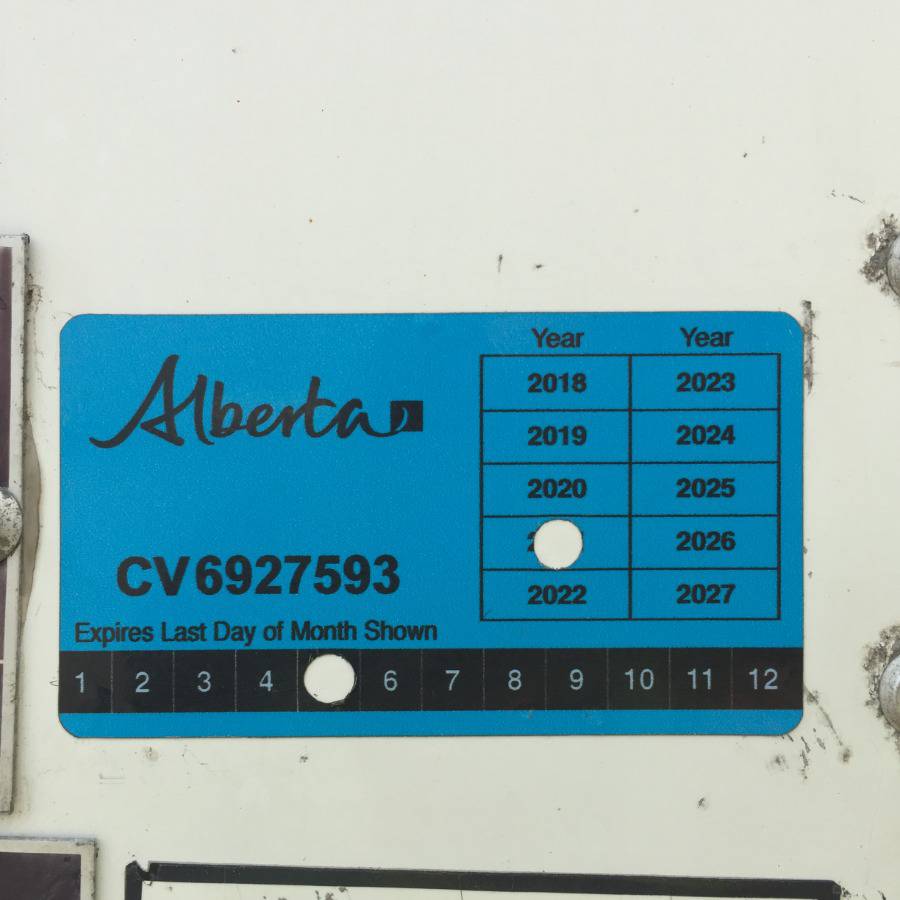 Alberta
Year Year
2018 2023
2019 2024
2020 2025
2026
2022 2027
CV6927593
Expires Last Day of Month Shown
1 2 3 4 6 7 8 9 10 11 12